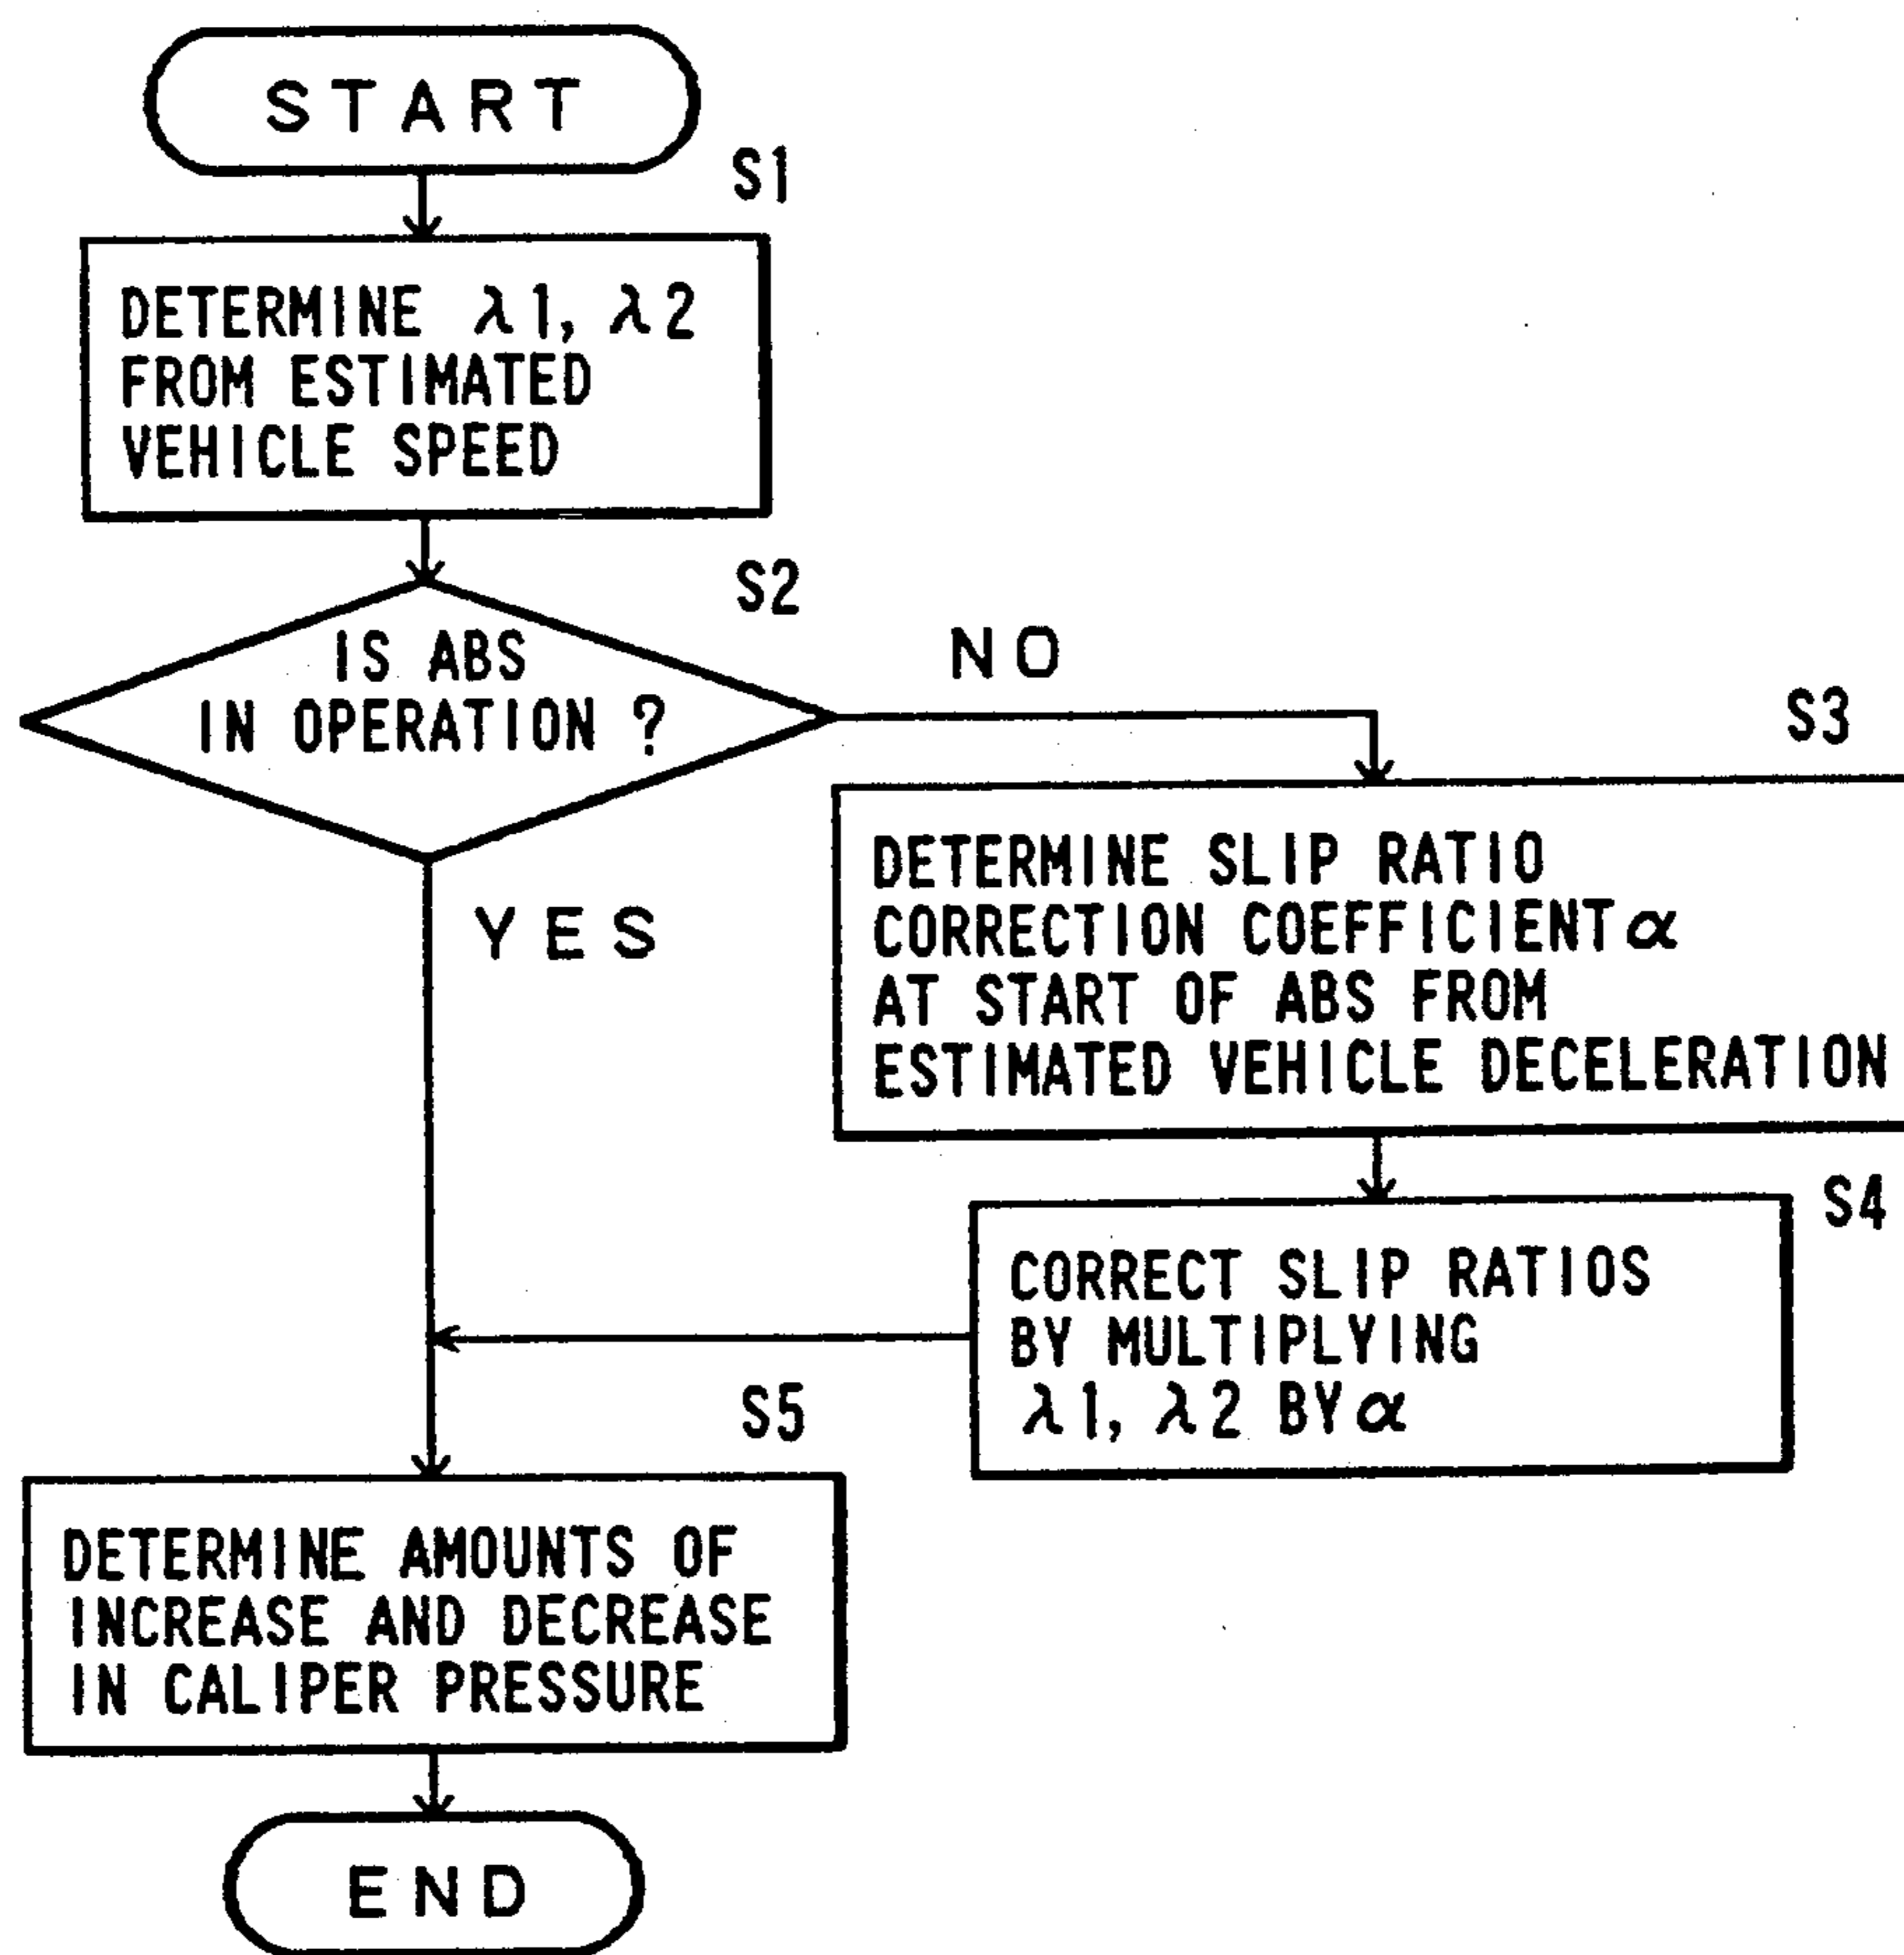 START
S1
DETERMINE λ1, λ2
FROM ESTIMATED
VEHICLE SPEED
S2
IS ABS
IN OPERATION ?
NO
YES
S3
DETERMINE SLIP RATIO
CORRECTION COEFFICIENT α
AT START OF ABS FROM
ESTIMATED VEHICLE DECELERATION
S4
CORRECT SLIP RATIOS
BY MULTIPLYING
λ1, λ2 BY α
S5
DETERMINE AMOUNTS OF
INCREASE AND DECREASE
IN CALIPER PRESSURE
END